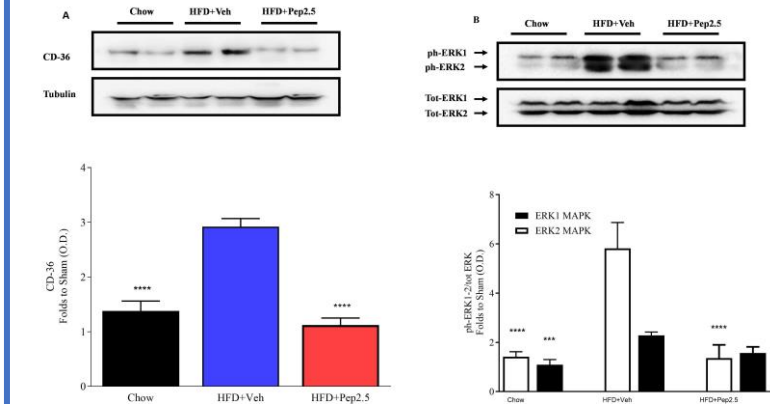 A
Chow
HFD+Veh
HFD+Pep2.5
CD-36
Tubulin
B
Chow
HFD+Veh
HFD+Pep2.5
ph-ERK1
ph-ERK2
Tot-ERK1
Tot-ERK2
4
3
2
1
0
CD-36
Folds to Sham (O.D.)
****
****
Chow
HFD+Veh
HFD+Pep2.5
8
6
4
2
0
ph-ERK1-2/tot ERK
Folds to Sham (O.D.)
ERK1 MAPK
ERK2 MAPK
****
***
****
Chow
HFD+Veh
HFD+Pep2.5